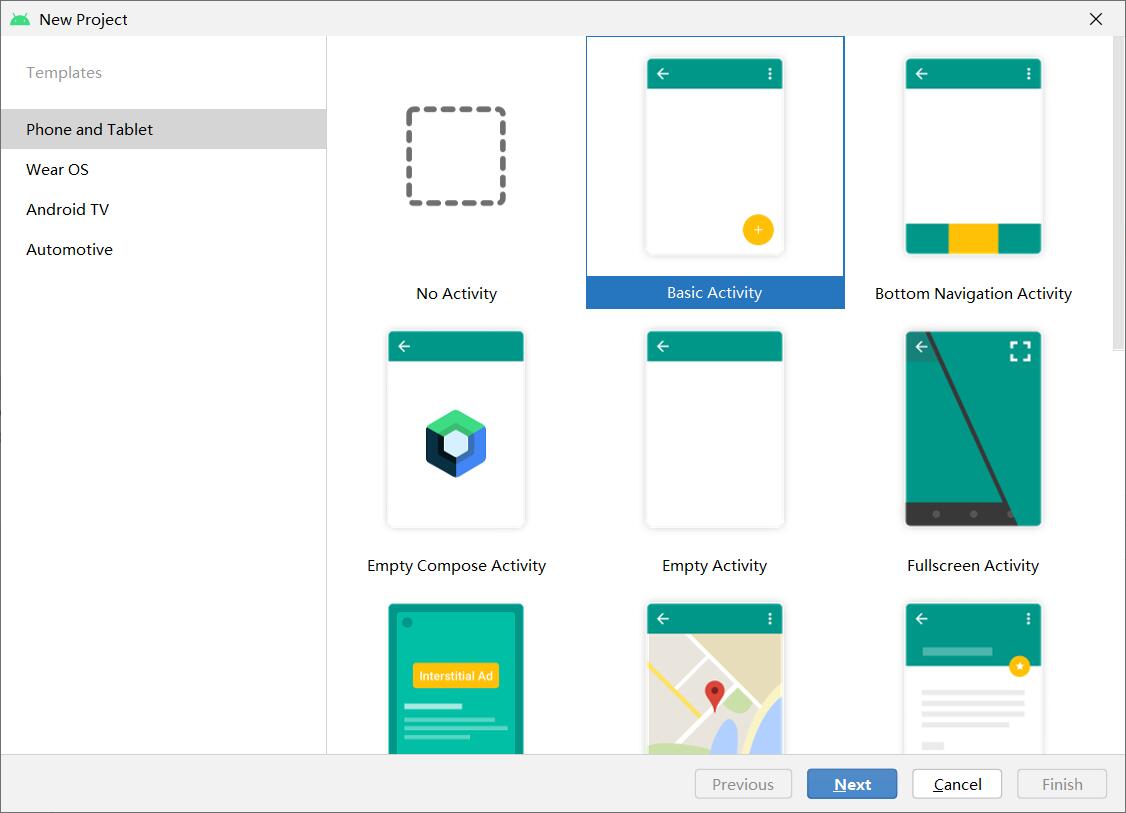 New Project
Templates
Phone and Tablet
Wear OS
Android TV
Automotive
No Activity
Basic Activity
Bottom Navigation Activity
Empty Compose Activity
Empty Activity
Fullscreen Activity
Interstitial Ad
Previous
Next
Cancel
Finish